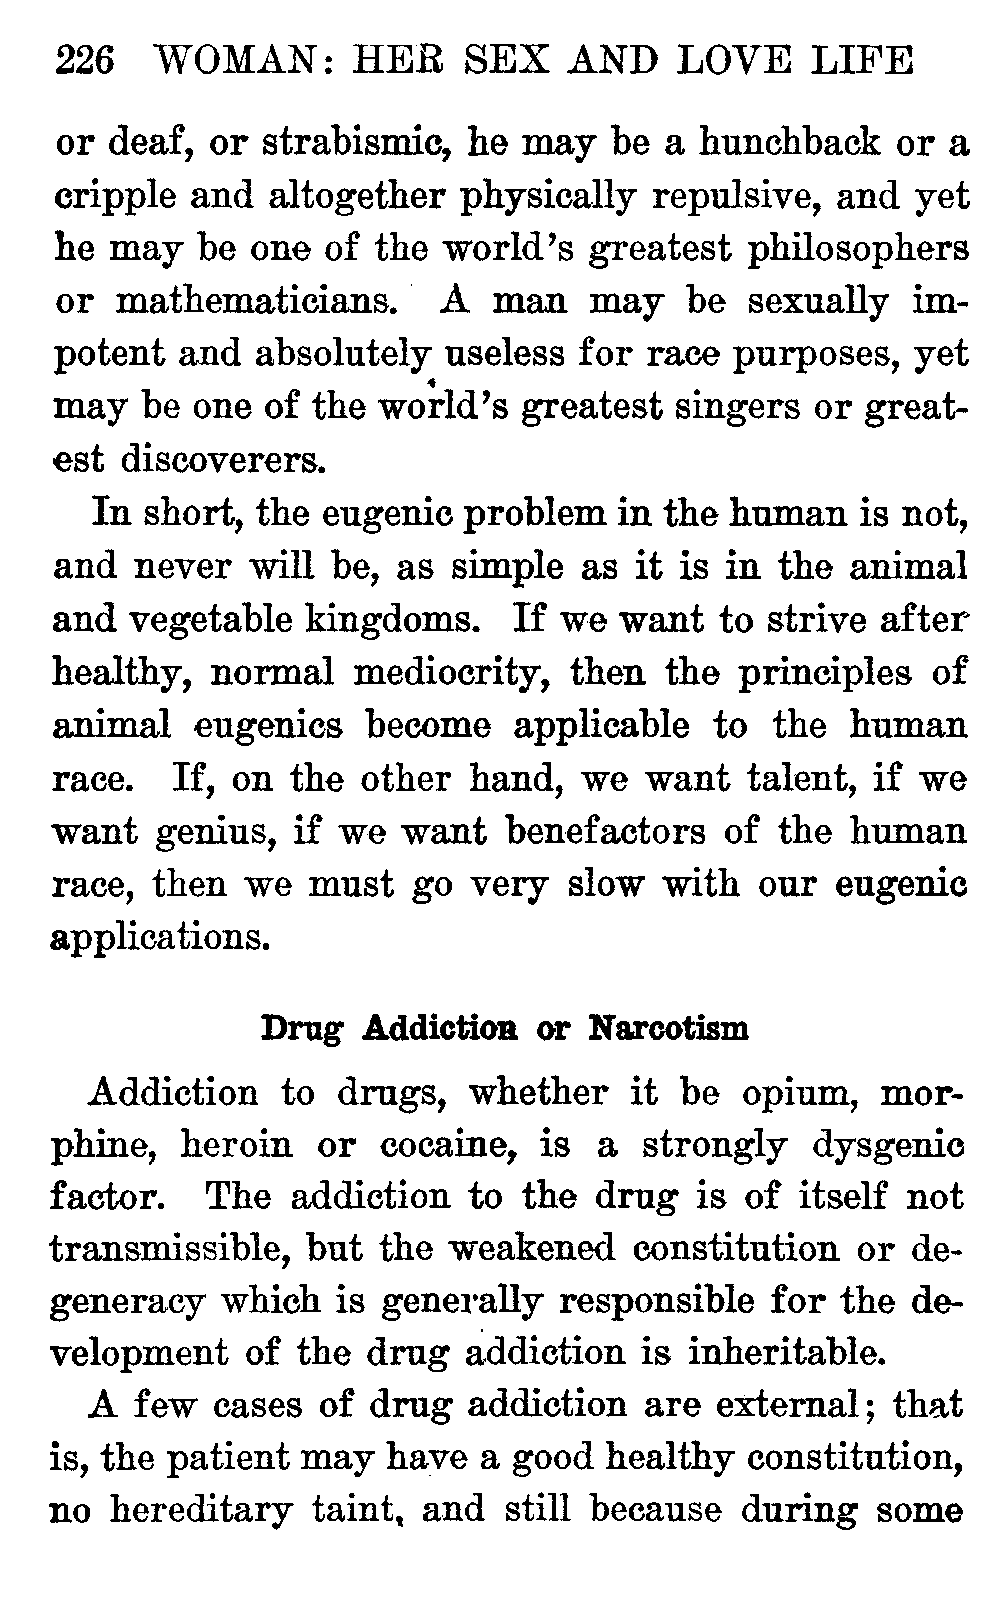 226 WOMAN: HER SEX AND LOVE LIFE
or deaf, or strabismic, he may be a hunchback or a
cripple and altogether physically repulsive, and yet
he may be one of the world's greatest philosophers
or mathematicians. A man may be sexually im-
potent and absolutely useless for race purposes, yet
may be one of the world's greatest singers or great-
est discoverers.
In short, the eugenic problem in the human is not,
and never will be, as simple as it is in the animal
and vegetable kingdoms. If we want to strive after
healthy, normal mediocrity, then the principles of
animal eugenics become applicable to the human
race. If, on the other hand, we want talent, if we
want genius, if we want benefactors of the human
race, then we must go very slow with our eugenic
applications.
Drug Addiction or Narcotism
Addiction to drugs, whether it be opium, mor-
phine, heroin or cocaine, is a strongly dysgenic
factor. The addiction to the drug is of itself not
transmissible, but the weakened constitution or de-
generacy which is generally responsible for the de-
velopment of the drug addiction is inheritable.
A few cases of drug addiction are external; that
is, the patient may have a good healthy constitution,
no hereditary taint, and still because during some